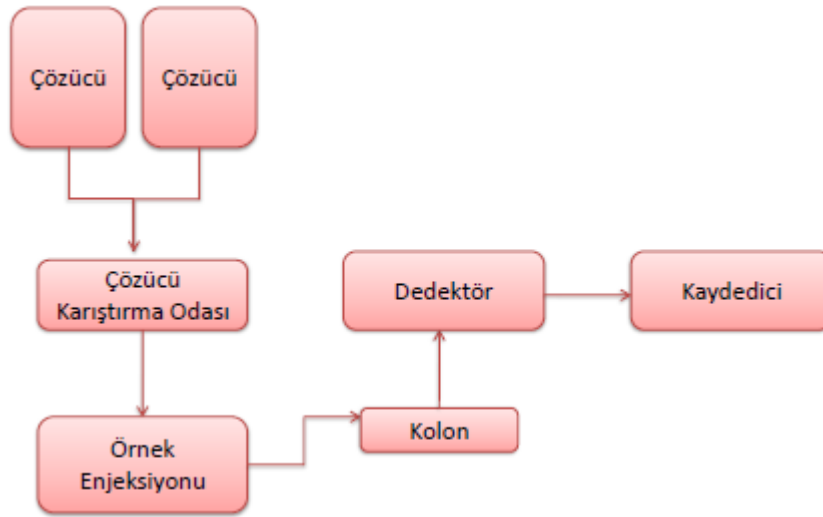 Çözücü
Çözücü
Çözücü
Karıştırma Odası
Dedektör
Kaydedici
Örnek
Enjeksiyonu
Kolon